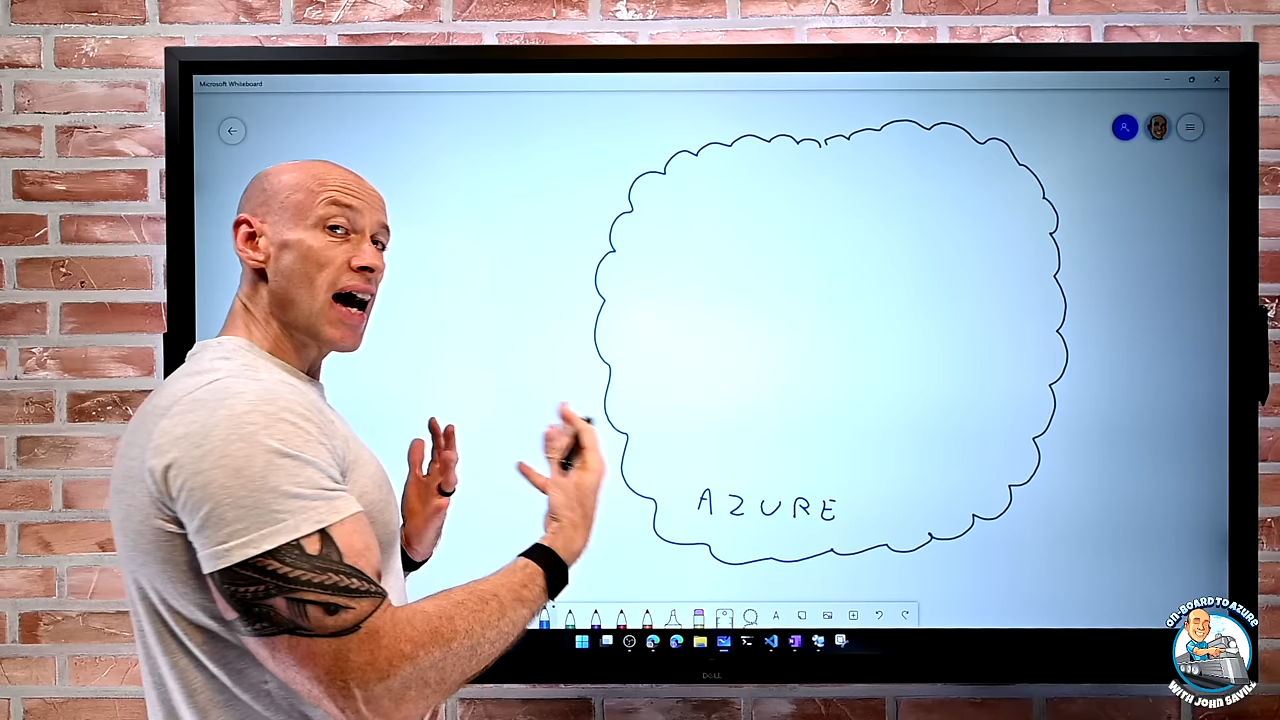 Microsoft Whiteboard
AZURE
DELL
ON-BOARD TO AZURE
WITH JOHN SAVILL